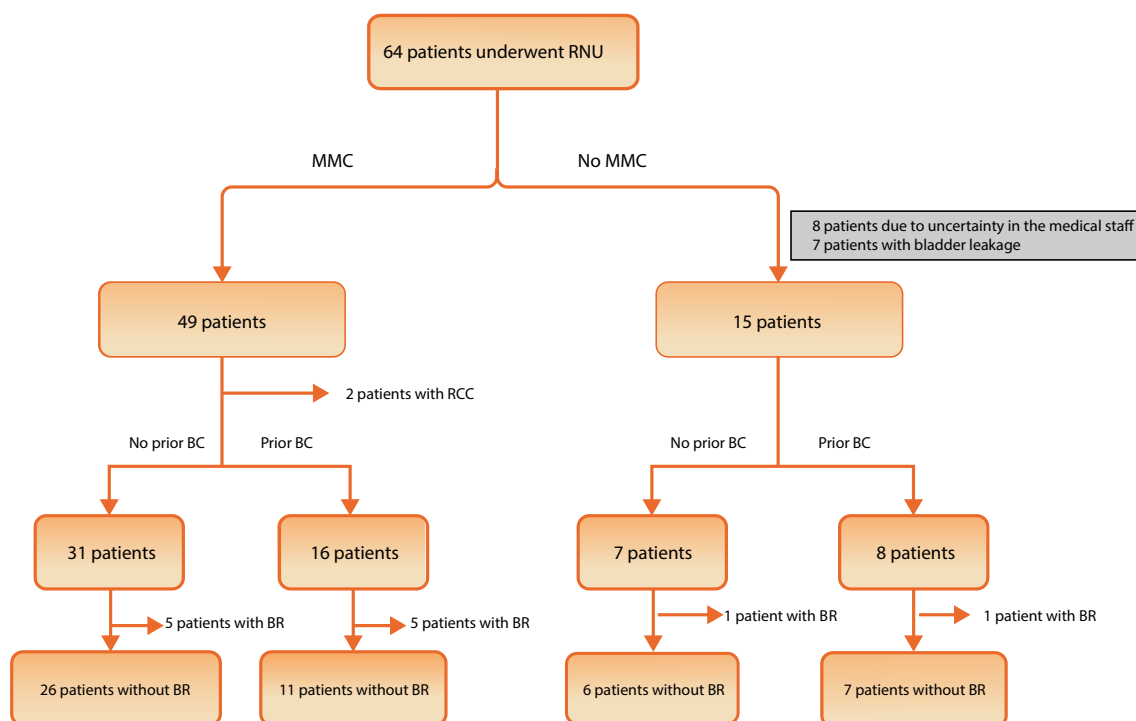 64 patients underwent RNU
MMC
No MMC
8 patients due to uncertainty in the medical staff
7 patients with bladder leakage
49 patients
15 patients
2 patients with RCC
No prior BC
Prior BC
No prior BC
Prior BC
31 patients
16 patients
7 patients
8 patients
5 patients with BR
5 patients with BR
1 patient with BR
1 patient with BR
26 patients without BR
11 patients without BR
6 patients without BR
7 patients without BR